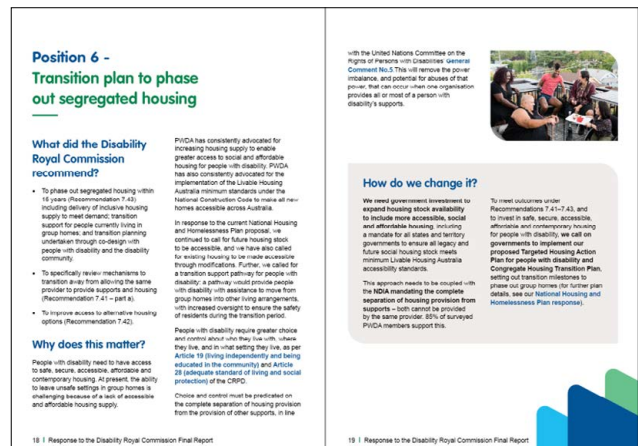 Position 6 -
Transition plan to phase
out segregated housing
What did the Disability
Royal Commission
recommend?
• To phase out segregated housing within
15 years (Recommendation 7.43)
including delivery of inclusive housing
supply to meet demand; transition
support for people currently living in
group homes; and transition planning
undertaken through co-design with
people with disability and the disability
community.
• To specifically review mechanisms to
transition away from allowing the same
provider to provide supports and housing
(Recommendation 7.41 – part a).
• To improve access to alternative housing
options (Recommendation 7.42).
Why does this matter?
People with disability need to have access
to safe, secure, accessible, affordable and
contemporary housing. At present, the ability
to leave unsafe settings in group homes is
challenging because of a lack of accessible
and affordable housing supply.
PWDA has consistently advocated for
increasing housing supply to enable
greater access to social and affordable
housing for people with disability. PWDA
has also consistently advocated for the
implementation of the Livable Housing
Australia minimum standards under the
National Construction Code to make all new
homes accessible across Australia.
In response to the current National Housing
and Homelessness Plan proposal, we
continued to call for future housing stock
to be accessible, and we have also called
for existing housing to be made accessible
through modifications. Further, we called for
a transition support pathway for people with
disability: a pathway would provide people
with disability with assistance to move from
group homes into other living arrangements,
with increased oversight to ensure the safety
of residents during the transition period.
People with disability require greater choice
and control about who they live with, where
they live, and in what setting they live, as per
Article 19 (living independently and being
educated in the community) and Article
28 (adequate standard of living and social
protection) of the CRPD.
Choice and control must be predicated on
the complete separation of housing provision
from the provision of other supports, in line
18 | Response to the Disability Royal Commission Final Report
with the United Nations Committee on the
Rights of Persons with Disabilities' General
Comment No.5 This will remove the power
imbalance, and potential for abuses of that
power, that can occur when one organisation
provides all or most of a person with
disability's supports.
How do we change it?
We need government investment to
expand housing stock availability
to include more accessible, social
and affordable housing, including
a mandate for all states and territory
governments to ensure all legacy and
future social housing stock meets
minimum Livable Housing Australia
accessibility standards.
This approach needs to be coupled with
the NDIA mandating the complete
separation of housing provision from
supports – both cannot be provided
by the same provider. 85% of surveyed
PWDA members support this.
To meet outcomes under
Recommendations 7.41–7.43, and
to invest in safe, secure, accessible,
affordable and contemporary housing
for people with disability, we call on
governments to implement our
proposed Targeted Housing Action
Plan for people with disability and
Congregate Housing Transition Plan,
setting out transition milestones to
phase out group homes (for further plan
details, see our National Housing and
Homelessness Plan response).
19 | Response to the Disability Royal Commission Final Report